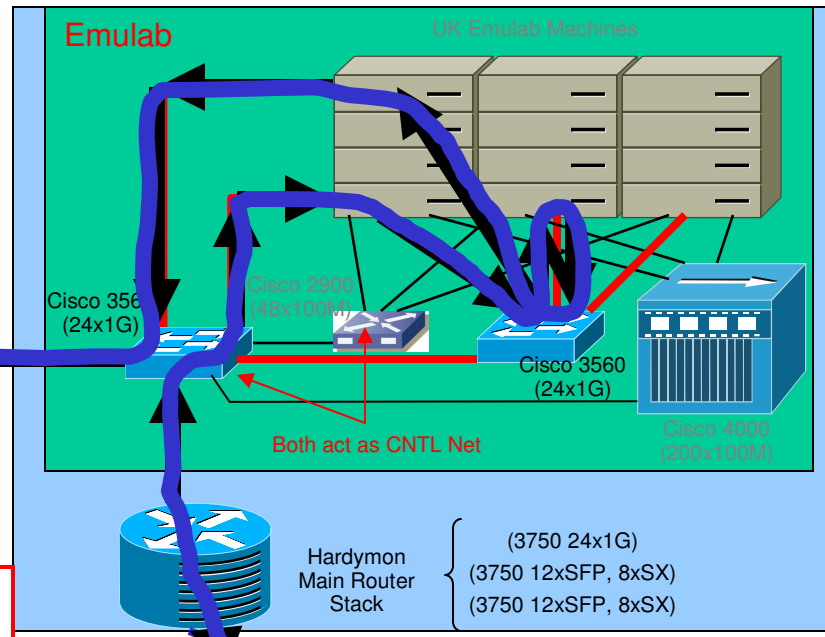 Emulab
UK Emulab Machines
Cisco 2900
(48x100M)
Cisco 356
(24x1G)
Cisco 3560
(24x1G)
Cisco 4000
(200x100M)
Both act as CNTL Net
Hardymon
Main Router
Stack
(3750 24x1G)
(3750 12xSFP, 8xSX)
(3750 12xSFP, 8xSX)